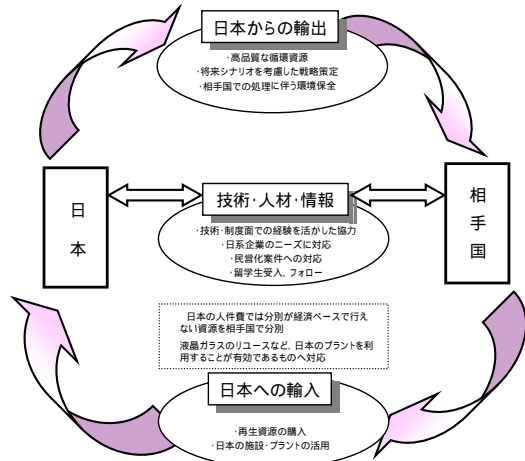 日本からの輸出
・高品質な循環資源
・将来シナリオを考慮した戦略策定
・相手国での処理に伴う環境保全
日本
技術・人材・情報
相手国
・技術・制度面での経験を活かした協力
・日系企業のニーズに対応
・民営化案件への対応
・留学生受入、フォロー
日本の人件費では分別が経済ベースで行え
ない資源を相手国で分別
液晶ガラスのリユースなど、日本のプラントを利
用することが有効であるものへ対応
日本への輸入
・再生資源の購入
・日本の施設・プラントの活用